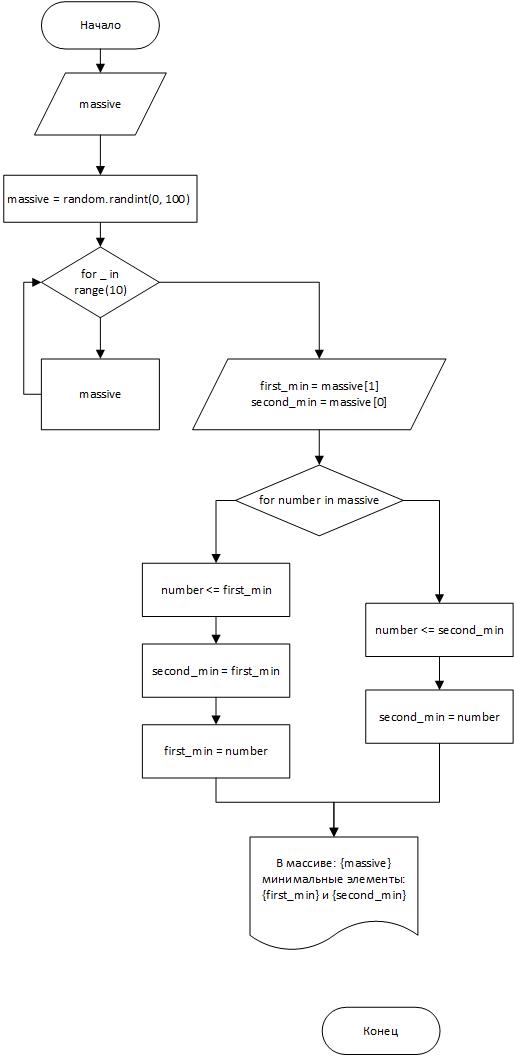 Начало
massive
massive = random.randint(0, 100)
for _ in
range(10)
massive
first_min = massive[1]
second_min = massive[0]
for number in massive
number <= first_min
number <= second_min
second_min = first_min
second_min = number
first_min = number
В массиве: {massive}
минимальные элементы:
{first_min} и {second_min}
Конец